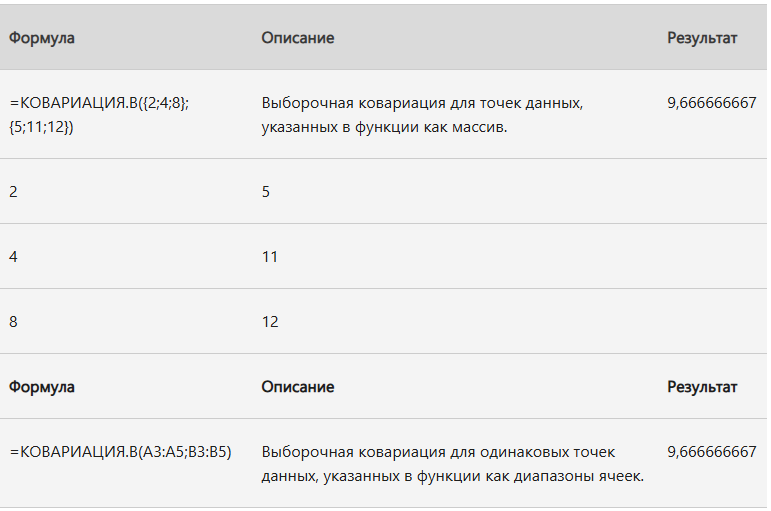 Формула Описание Результат
=КОВАРИАЦИЯ.В({2;4;8}; Выборочная ковариация для точек данных, 9,666666667
{5;11;12}) указанных в функции как массив.
2 5
4 11
8 12
Формула Описание Результат
=КОВАРИАЦИЯ.В(A3:A5;B3:B5) Выборочная ковариация для одинаковых точек 9,666666667
данных, указанных в функции как диапазоны ячеек.